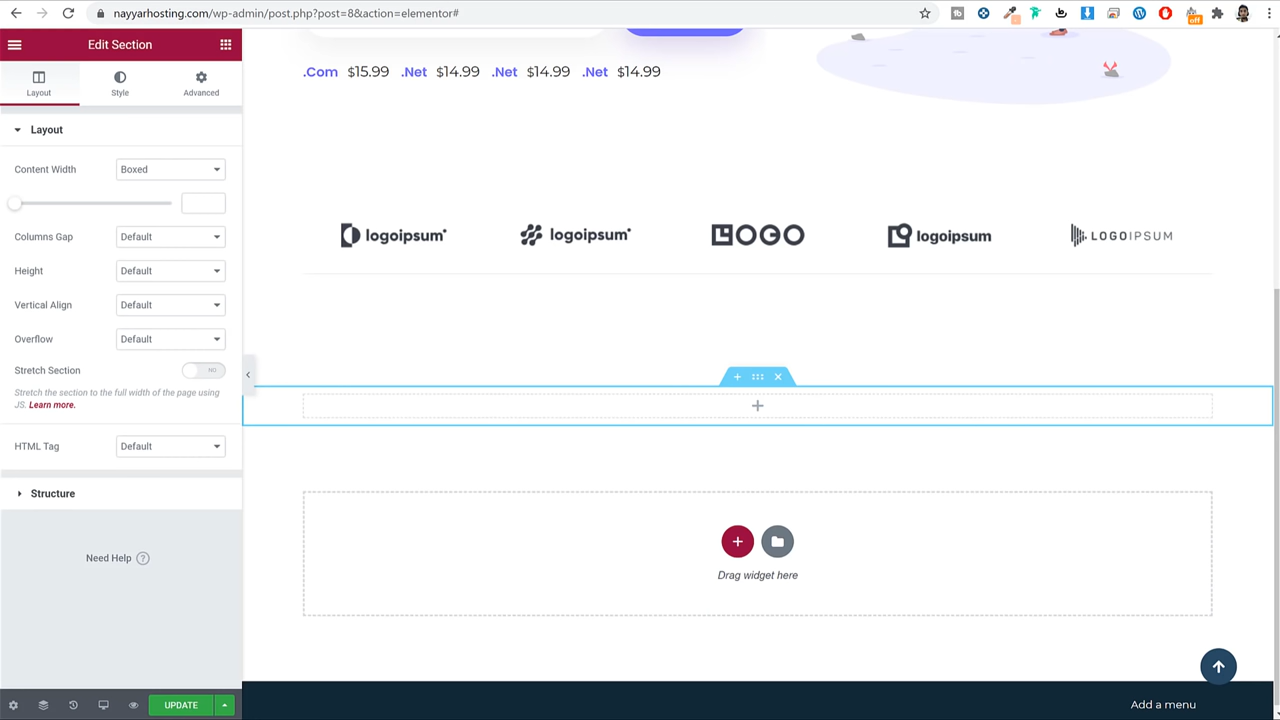 nayyarhosting.com/wp-admin/post.php?post=8&action=elementor#
off
Edit Section
Layout
Style
Advanced
Layout
Content Width
Boxed
Columns Gap
Default
Height
Default
Vertical Align
Default
Overflow
Default
Stretch Section
NO
Stretch the section to the full width of the page using
JS. Learn more.
HTML Tag
Default
Structure
Need Help ?
UPDATE
.Com $15.99 .Net $14.99 .Net $14.99 .Net $14.99
logoipsum
logoipsum
LOGO
logoipsum
LOGOIPSUM
Drag widget here
Add a menu